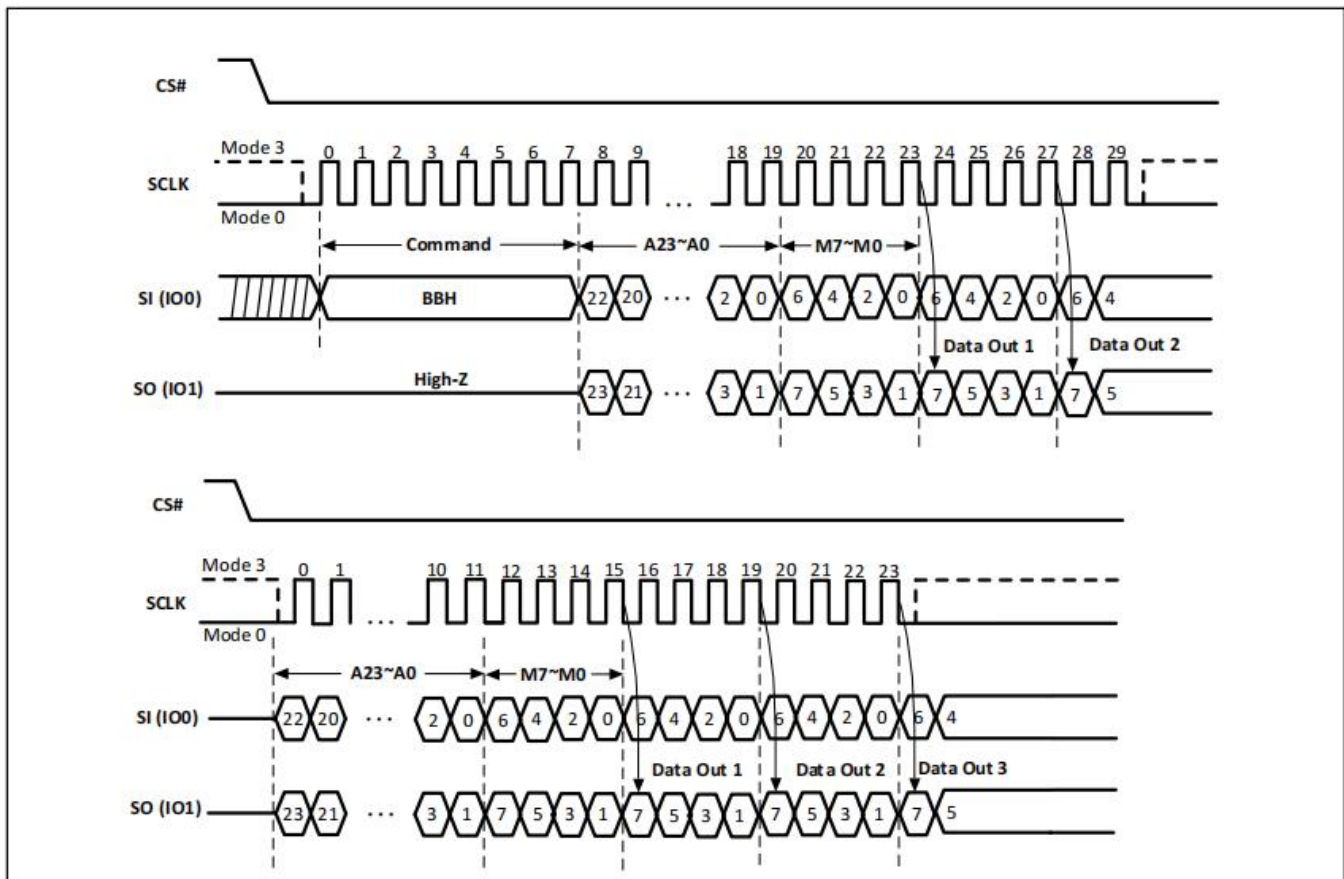 CS#
Mode 3 0 1 2 3 4 5 6 7 8 9 18 19 20 21 22 23 24 25 26 27 28 29
SCLK ...
Mode 0
Command A23~A0 M7~M0
SI (IO0) BBH 22 20 ... 2 0 6 4 2 0 6 4 2 0 6 4
Data Out 1 Data Out 2
High-Z
SO (IO1) 23 21 ... 3 1 7 5 3 1 7 5 3 1 7 5
CS#
Mode 3 0 1 10 11 12 13 14 15 16 17 18 19 20 21 22 23
SCLK ...
Mode 0
A23~A0 M7~M0
SI (IO0) 22 20 ... 2 0 6 4 2 0 6 4 2 0 6 4 2 0 6 4
Data Out 1 Data Out 2 Data Out 3
SO (IO1) 23 21 ... 3 1 7 5 3 1 7 5 3 1 7 5 3 1 7 5